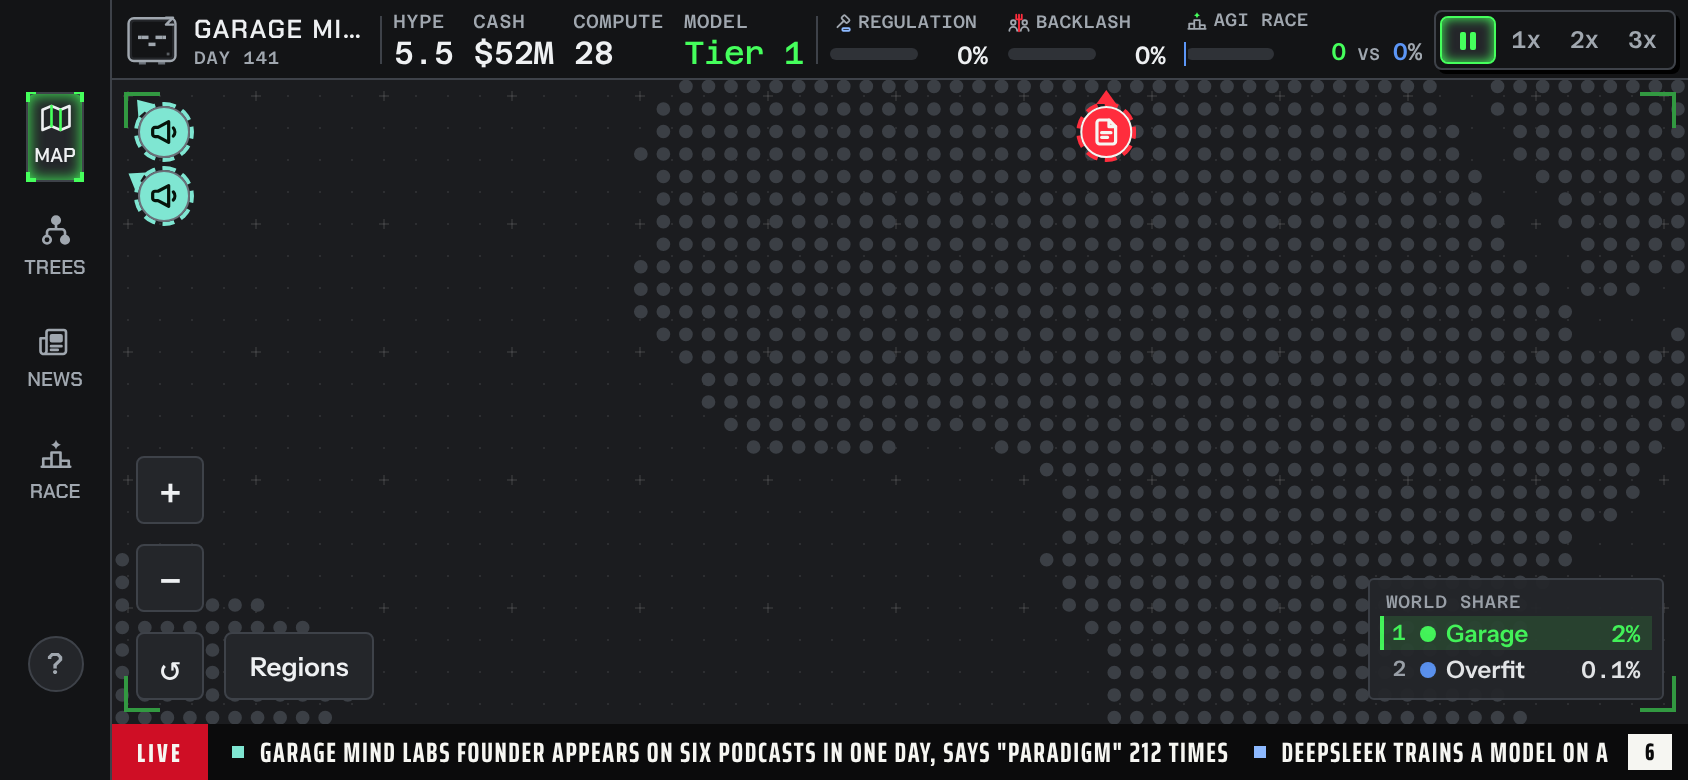 GARAGE MI...
DAY 141
HYPE
5.5
CASH
$52M
COMPUTE
28
MODEL
Tier 1
REGULATION
0%
BACKLASH
0%
AGI RACE
0 VS 0%
1x
2x
3x
MAP
TREES
NEWS
RACE
?
+
−
↺
Regions
WORLD SHARE
1 Garage 2%
2 Overfit 0.1%
LIVE
GARAGE MIND LABS FOUNDER APPEARS ON SIX PODCASTS IN ONE DAY, SAYS "PARADIGM" 212 TIMES
DEEPSLEEK TRAINS A MODEL ON A
6